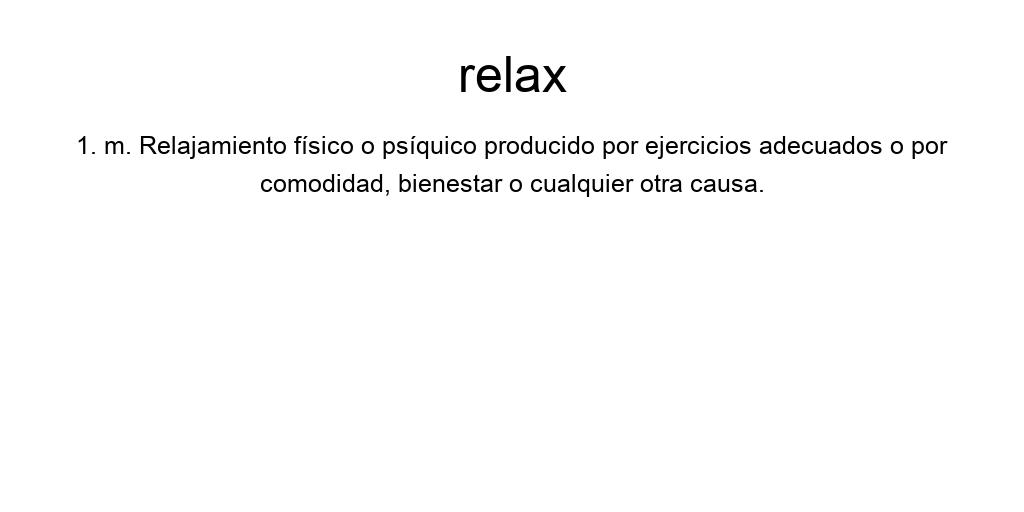 relax
1. m. Relajamiento físico o psíquico producido por ejercicios adecuados o por
comodidad, bienestar o cualquier otra causa.